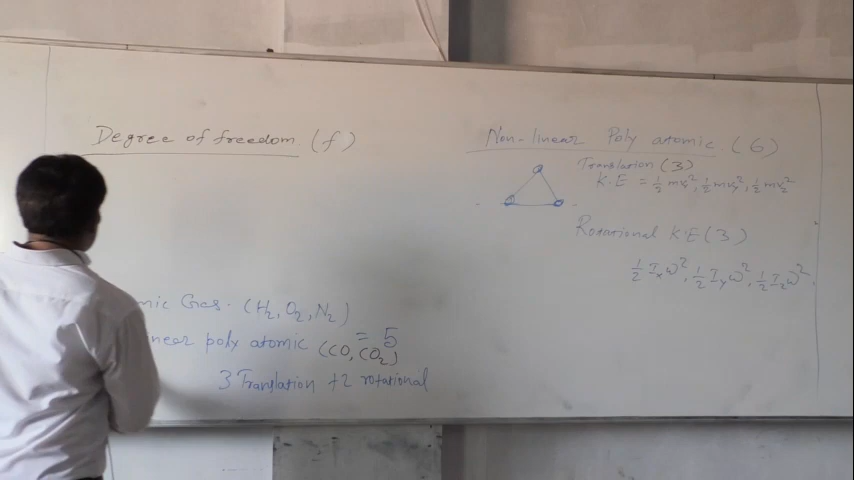 Degree of freedom (f)
mic Gas. (H₂, O₂, N₂)
near poly atomic (CO, CO₂) = 5
3 Translation +2 rotational
Non-linear Poly atomic (6)
Translation (3)
K.E = ½ mvₓ², ½ mvᵧ², ½ mv_z²
Rotational K.E (3)
½ Iₓω², ½ Iᵧω², ½ I_zω².